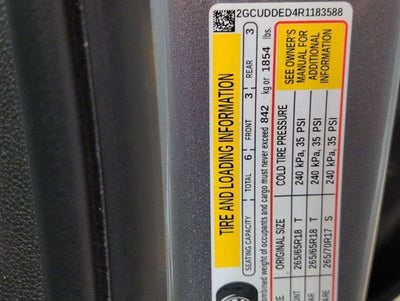 2GCUDDED4R1183588
TIRE AND LOADING INFORMATION
SEATING CAPACITY TOTAL 6 FRONT 3 REAR 3
combined weight of occupants and cargo must never exceed 842 kg or 1854 lbs.
ORIGINAL SIZE COLD TIRE PRESSURE
265/65R18 T 240 kPa, 35 PSI
265/65R18 T 240 kPa, 35 PSI
265/70R17 S 240 kPa, 35 PSI
SEE OWNER'S
MANUAL FOR
ADDITIONAL
INFORMATION